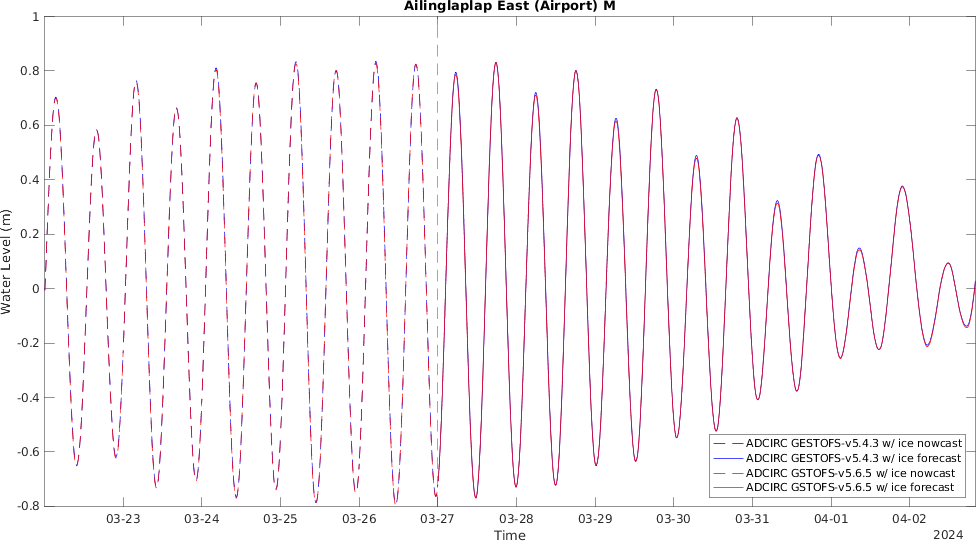 Ailinglaplap East (Airport) M
1
0.8
0.6
0.4
0.2
0
-0.2
-0.4
-0.6
-0.8
Water Level (m)
03-23 03-24 03-25 03-26 03-27 03-28 03-29 03-30 03-31 04-01 04-02
Time
2024
ADCIRC GESTOFS-v5.4.3 w/ ice nowcast
ADCIRC GESTOFS-v5.4.3 w/ ice forecast
ADCIRC GSTOFS-v5.6.5 w/ ice nowcast
ADCIRC GSTOFS-v5.6.5 w/ ice forecast